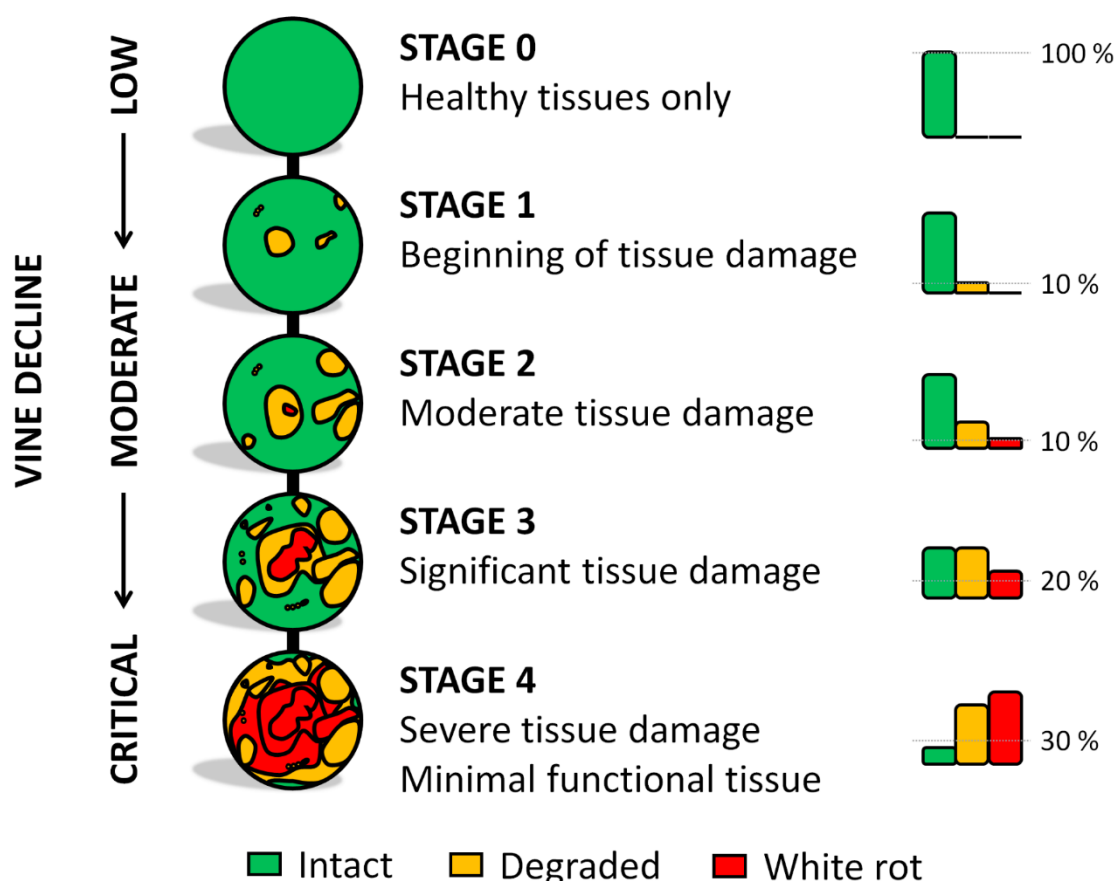 VINE DECLINE
LOW
MODERATE
CRITICAL
STAGE 0
Healthy tissues only
100 %
STAGE 1
Beginning of tissue damage
10 %
STAGE 2
Moderate tissue damage
10 %
STAGE 3
Significant tissue damage
20 %
STAGE 4
Severe tissue damage
Minimal functional tissue
30 %
Intact
Degraded
White rot